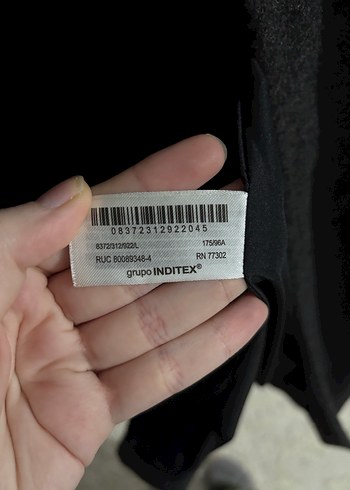 08372312922045
8372/312/922/L 175/96A
RUC 80089348-4 RN 77302
grupo INDITEX®